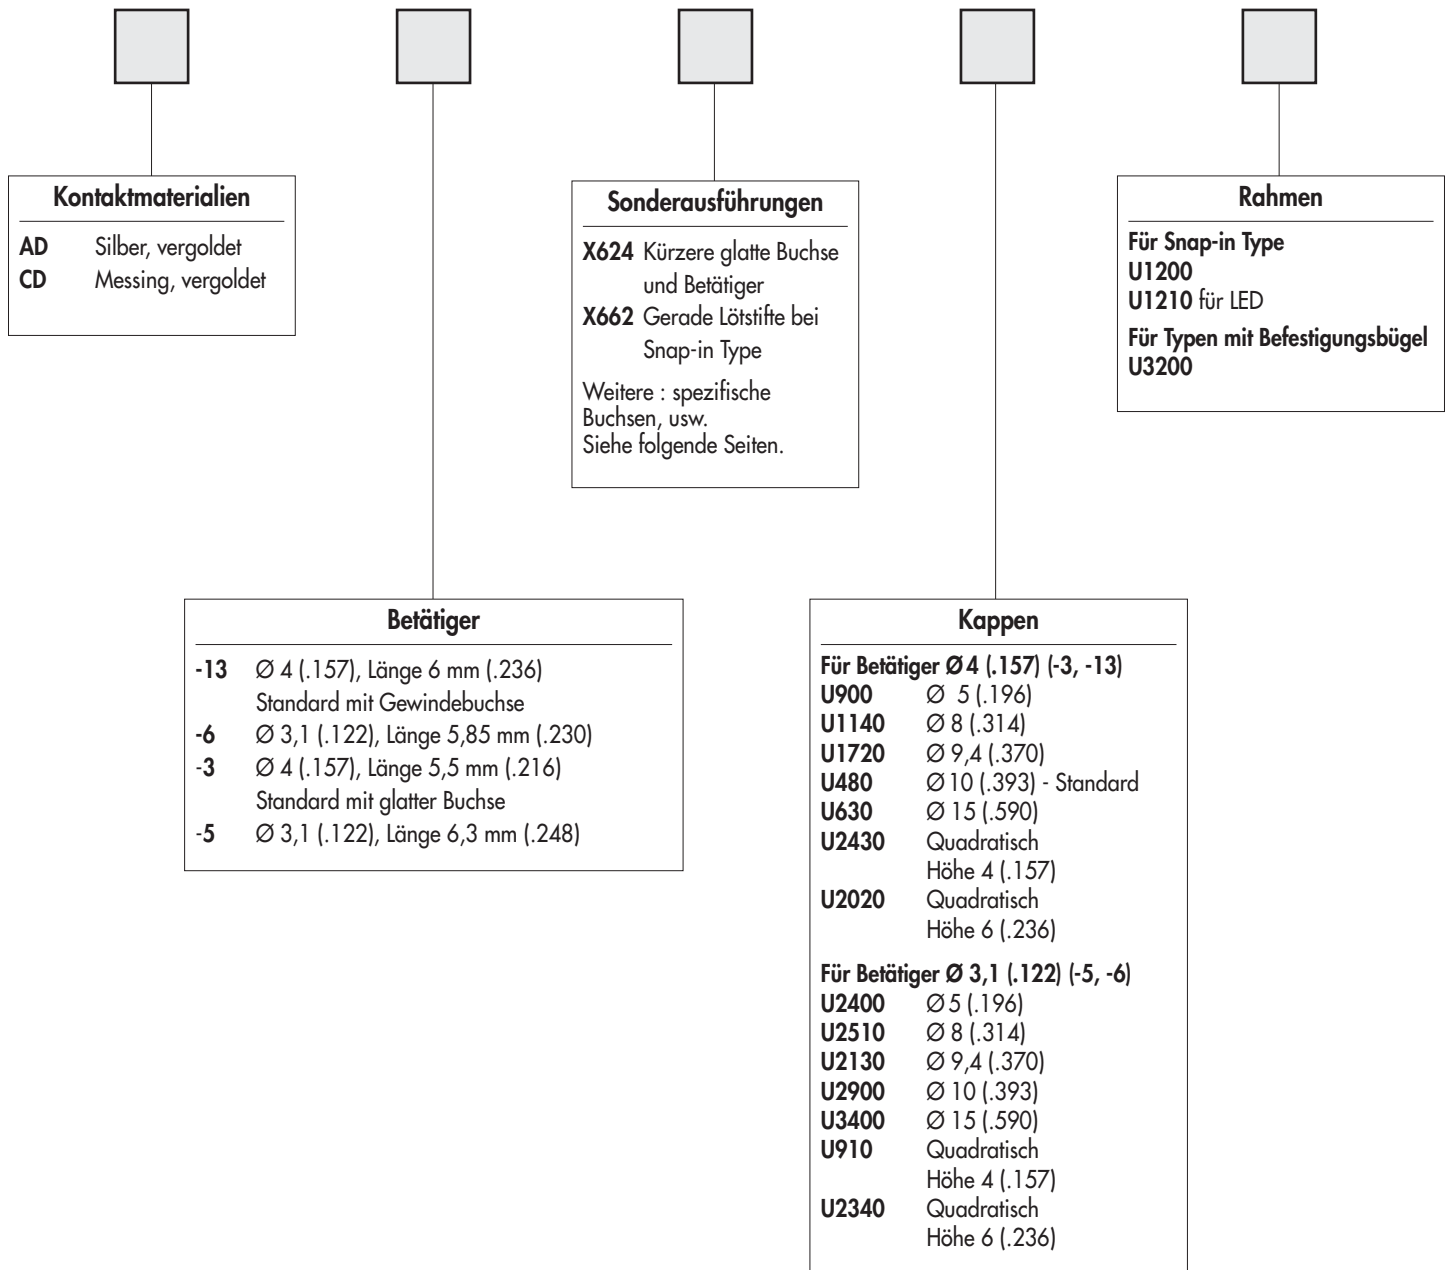 Kontaktmaterialien
AD Silber, vergoldet
CD Messing, vergoldet
Sonderausführungen
X624 Kürzere glatte Buchse
und Betätiger
X662 Gerade Lötstifte bei
Snap-in Type
Weitere : spezifische
Buchsen, usw.
Siehe folgende Seiten.
Rahmen
Für Snap-in Type
U1200
U1210 für LED
Für Typen mit Befestigungsbügel
U3200
Betätiger
-13 Ø 4 (.157), Länge 6 mm (.236)
Standard mit Gewindebuchse
-6 Ø 3,1 (.122), Länge 5,85 mm (.230)
-3 Ø 4 (.157), Länge 5,5 mm (.216)
Standard mit glatter Buchse
-5 Ø 3,1 (.122), Länge 6,3 mm (.248)
Kappen
Für Betätiger Ø 4 (.157) (-3, -13)
U900 Ø 5 (.196)
U1140 Ø 8 (.314)
U1720 Ø 9,4 (.370)
U480 Ø 10 (.393) - Standard
U630 Ø 15 (.590)
U2430 Quadratisch
Höhe 4 (.157)
U2020 Quadratisch
Höhe 6 (.236)
Für Betätiger Ø 3,1 (.122) (-5, -6)
U2400 Ø 5 (.196)
U2510 Ø 8 (.314)
U2130 Ø 9,4 (.370)
U2900 Ø 10 (.393)
U3400 Ø 15 (.590)
U910 Quadratisch
Höhe 4 (.157)
U2340 Quadratisch
Höhe 6 (.236)